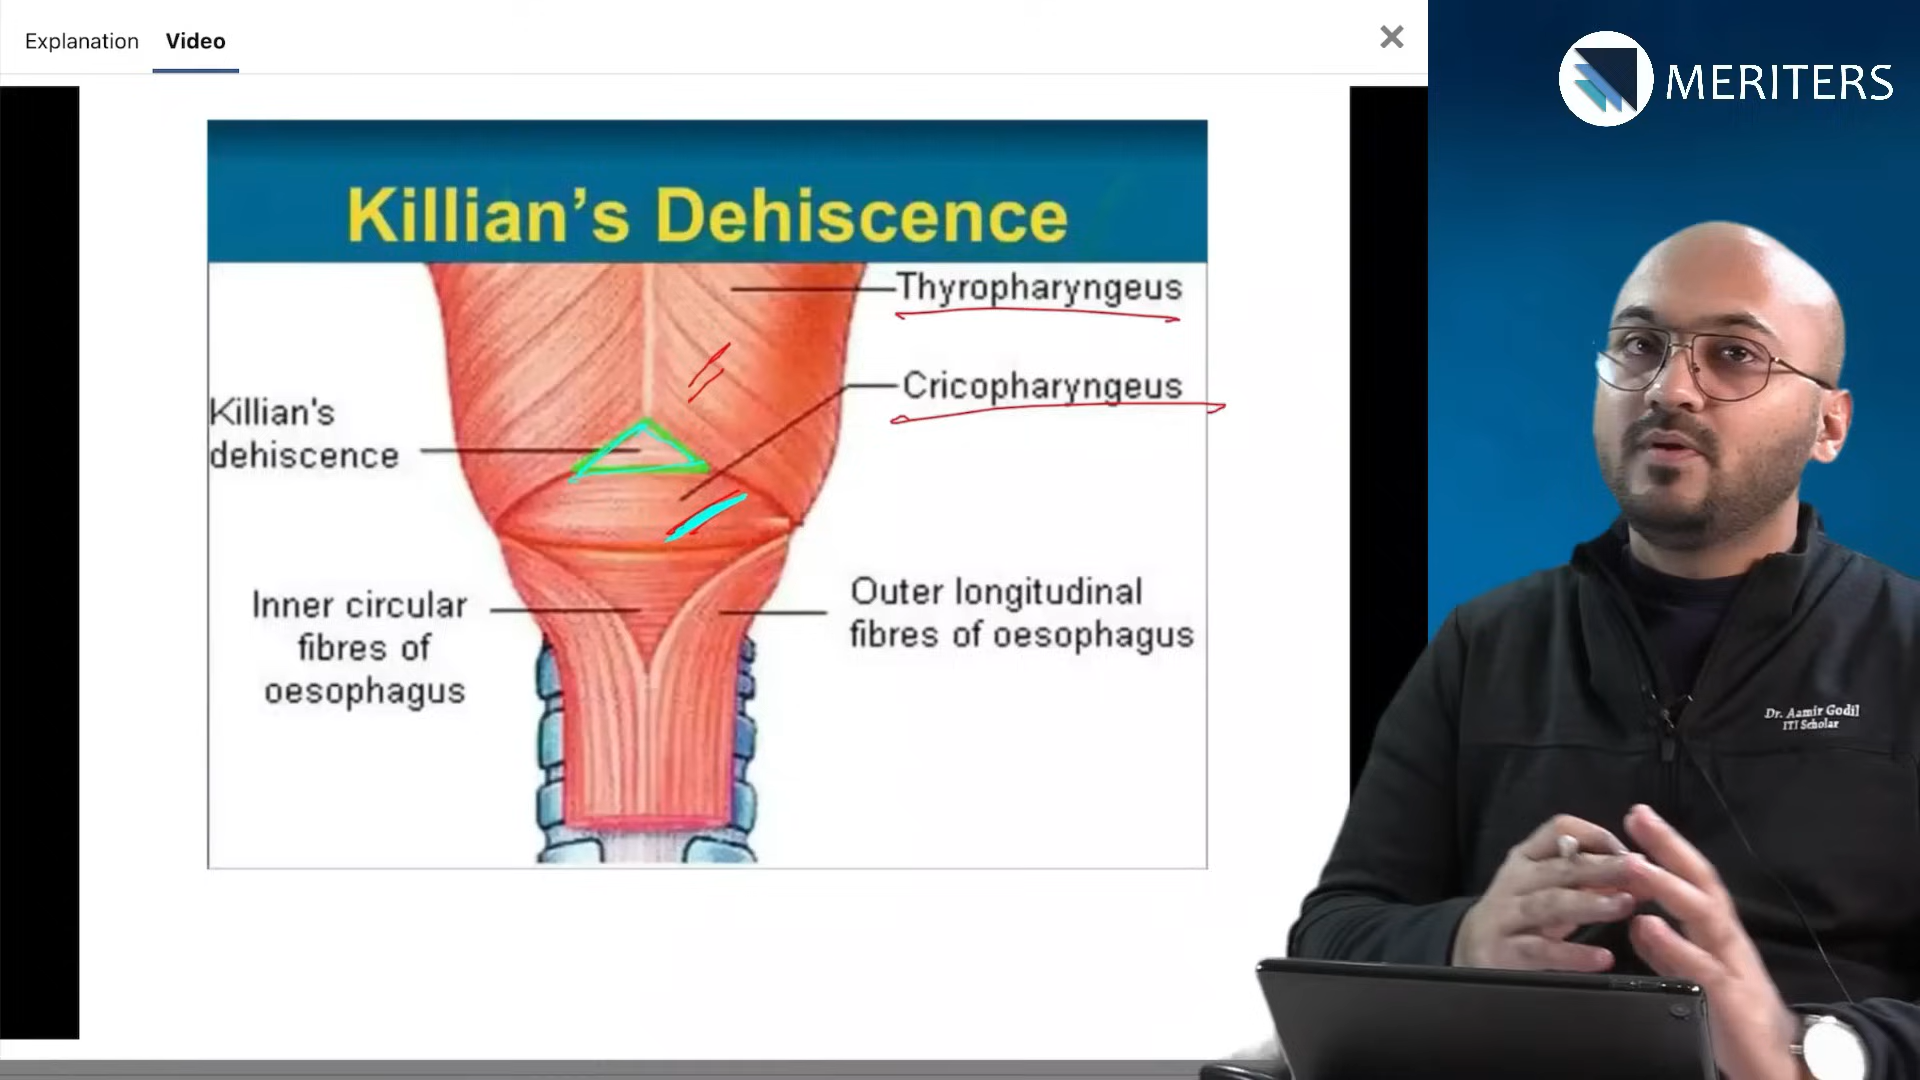 Explanation Video
MERITERS
Killian’s Dehiscence
Thyropharyngeus
Cricopharyngeus
Killian's
dehiscence
Inner circular
fibres of
oesophagus
Outer longitudinal
fibres of oesophagus
Dr. Aamir Godil
ITI Scholar